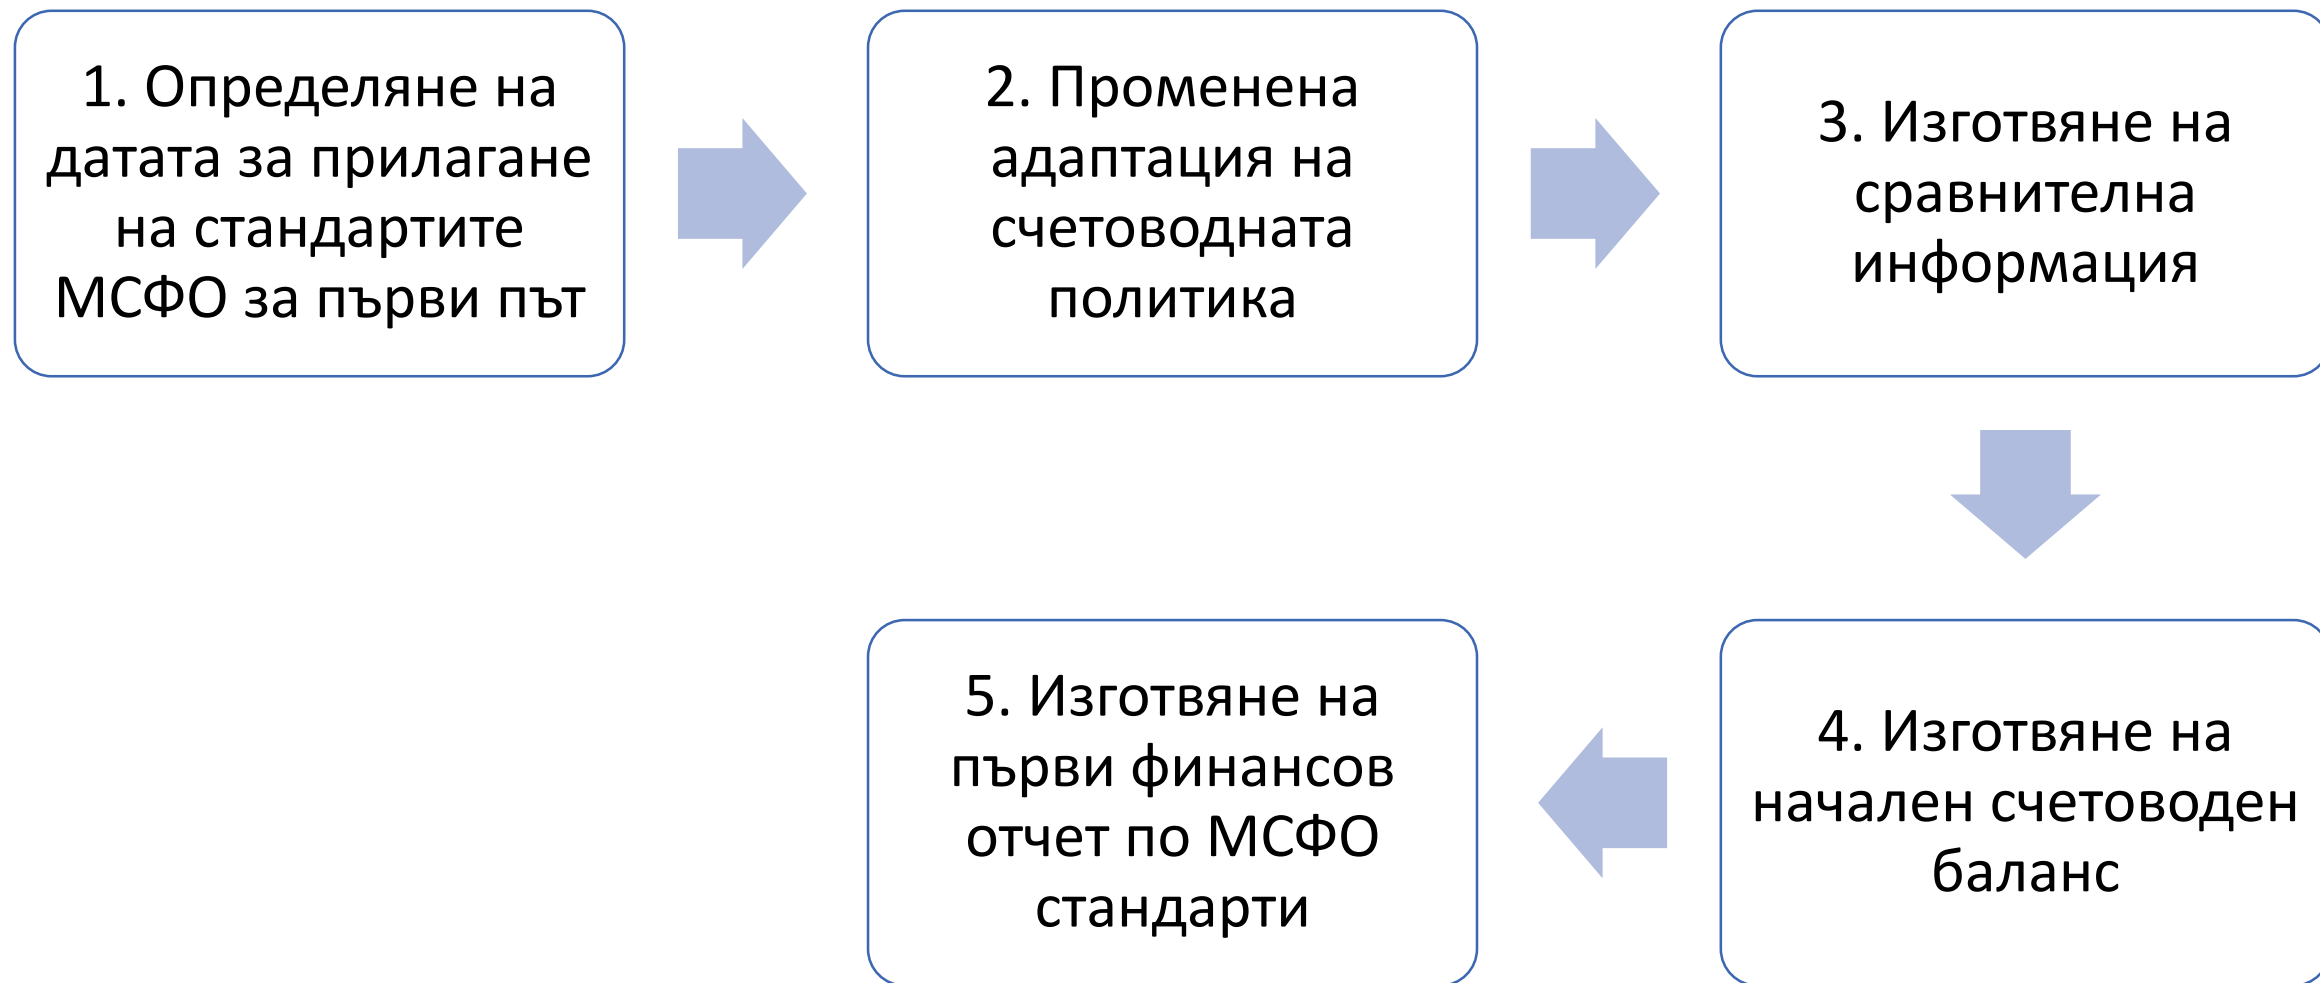 1. Определяне на
датата за прилагане
на стандартите
МСФО за първи път
2. Променена
адаптация на
счетоводната
политика
3. Изготвяне на
сравнителна
информация
4. Изготвяне на
начален счетоводен
баланс
5. Изготвяне на
първи финансов
отчет по МСФО
стандарти